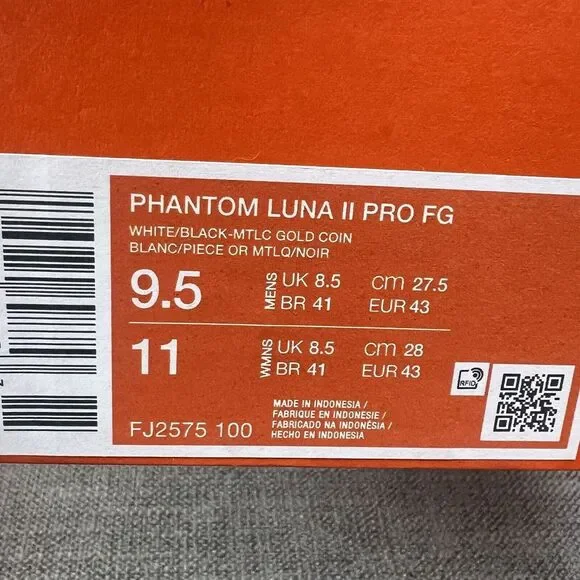 PHANTOM LUNA II PRO FG
WHITE/BLACK-MTLC GOLD COIN
BLANC/PIECE OR MTLQ/NOIR
9.5 MENS UK 8.5 cm 27.5
BR 41 EUR 43
11 WMNS UK 8.5 cm 28
BR 41 EUR 43
RFID
MADE IN INDONESIA /
FABRIQUE EN INDONESIE /
FABRICADO NA INDONÉSIA /
HECHO EN INDONESIA
FJ2575 100